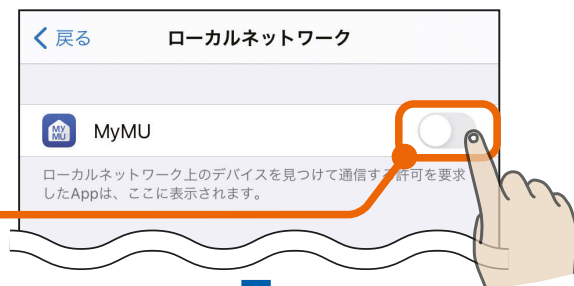 戻る ローカルネットワーク
MY
MU
MyMU
ローカルネットワーク上のデバイスを見つけて通信する許可を要求
したAppは、ここに表示されます。